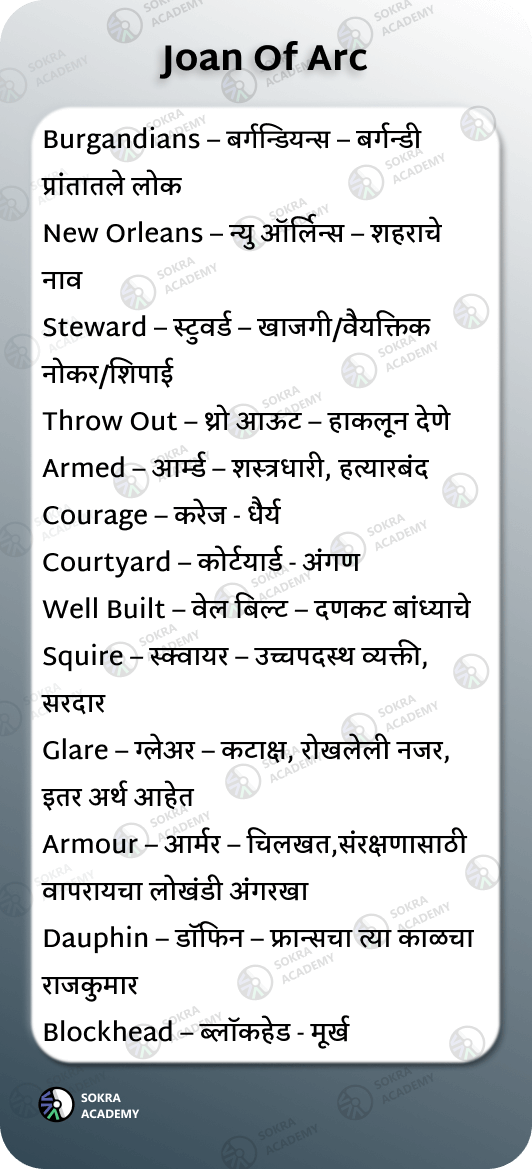 Joan Of Arc
Burgandians – बर्गन्डियन्स – बर्गन्डी
प्रांतातले लोक
New Orleans – न्यु ऑर्लिन्स – शहराचे
नाव
Steward – स्टुवर्ड – खाजगी/वैयक्तिक
नोकर/शिपाई
Throw Out – थ्रो आऊट – हाकलून देणे
Armed – आर्म्ड – शस्त्रधारी, हत्यारबंद
Courage – करेज - धैर्य
Courtyard – कोर्टयार्ड - अंगण
Well Built – वेल बिल्ट – दणकट बांध्याचे
Squire – स्क्वायर – उच्चपदस्थ व्यक्ती,
सरदार
Glare – ग्लेअर – कटाक्ष, रोखलेली नजर,
इतर अर्थ आहेत
Armour – आर्मर – चिलखत,संरक्षणासाठी
वापरायचा लोखंडी अंगरखा
Dauphin – डॉफिन – फ्रान्सचा त्या काळचा
राजकुमार
Blockhead – ब्लॉकहेड - मूर्ख
SOKRA
ACADEMY